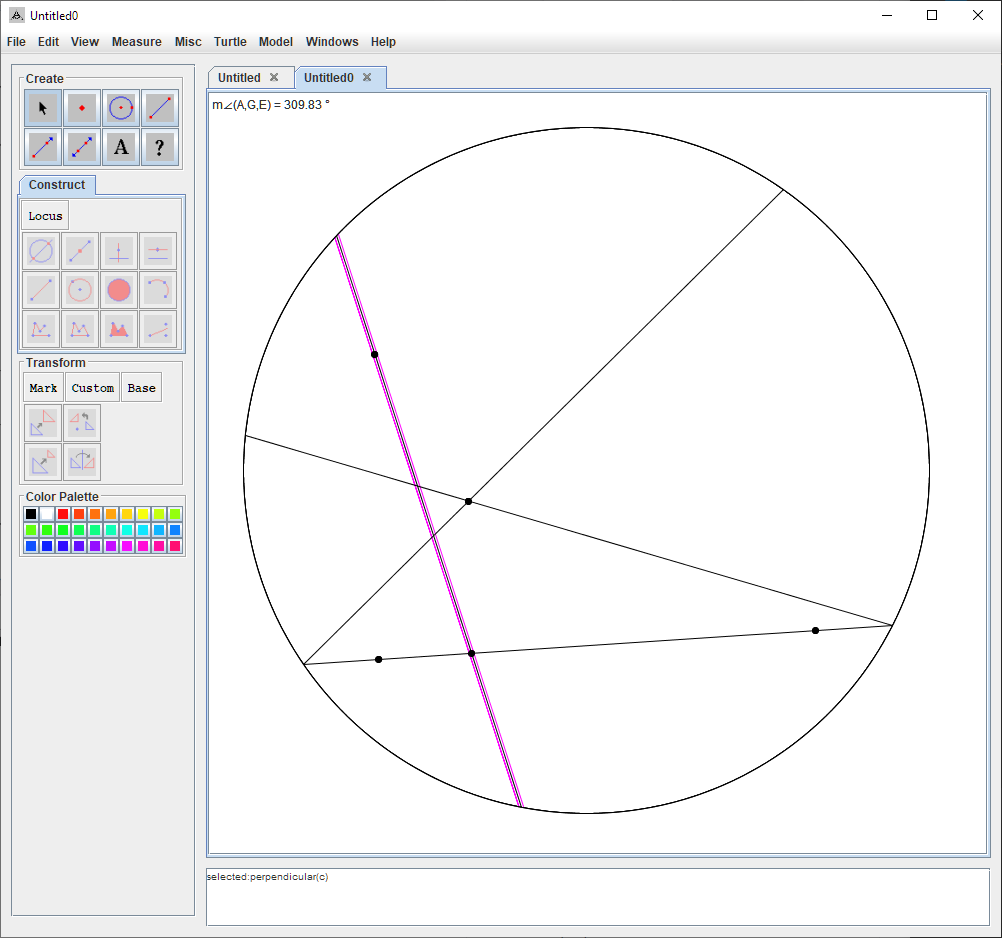 Untitled0
File Edit View Measure Misc Turtle Model Windows Help
Create
A ?
Construct
Locus
Transform
Mark Custom Base
Color Palette
Untitled Untitled0
m∠(A,G,E) = 309.83 °
selected:perpendicular(c)